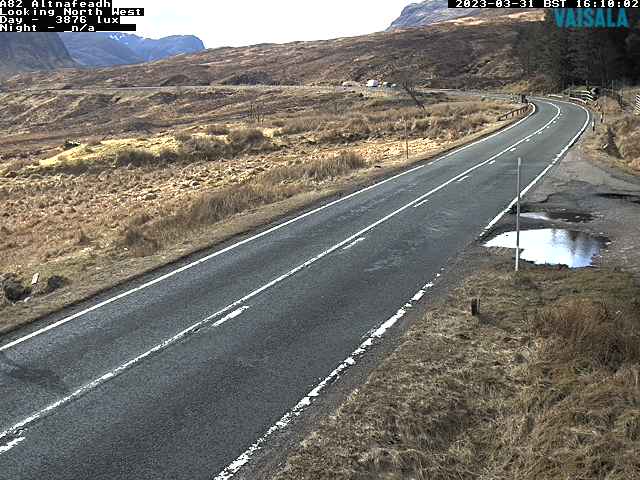 A82 Altnafeadh
Looking North West
Day - 3876 lux
Night - n/a
2023-03-31 BST 16:10:02
VAISALA